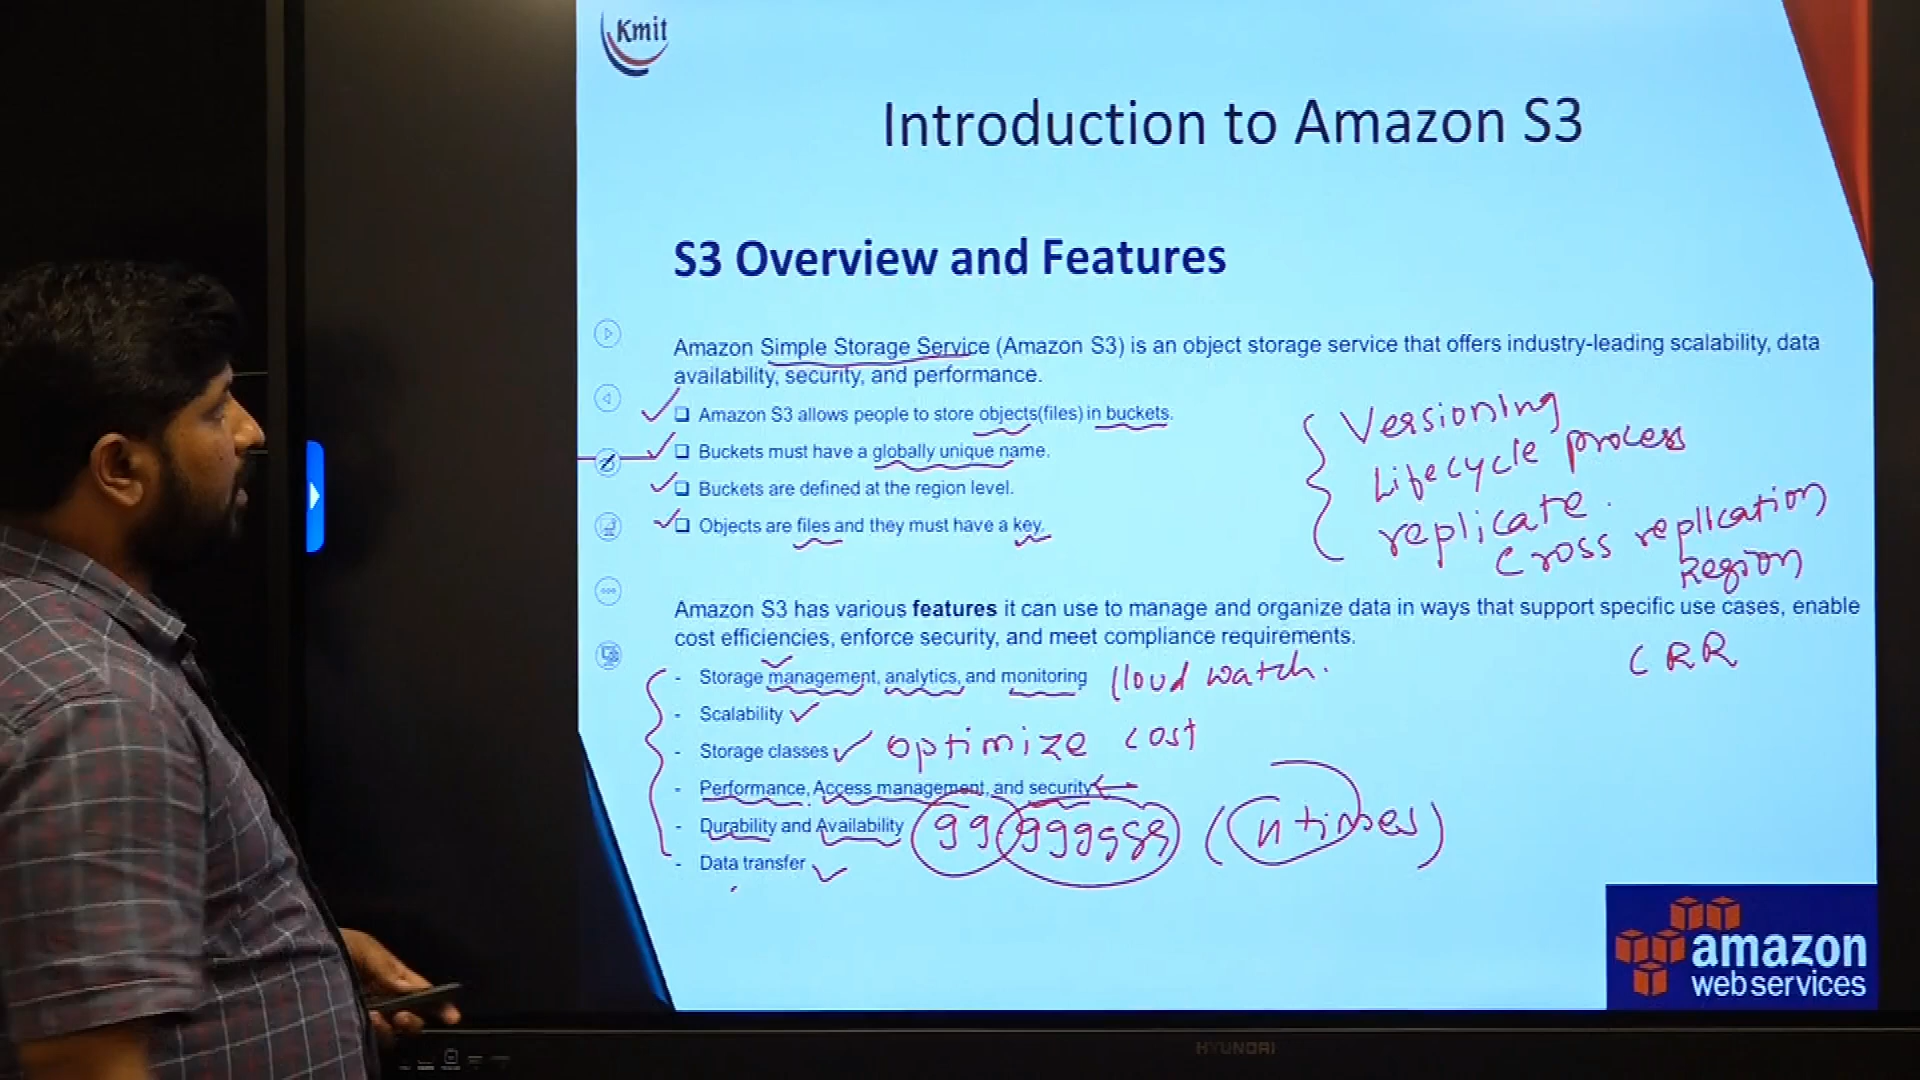 Kmit
Introduction to Amazon S3
S3 Overview and Features
Amazon Simple Storage Service (Amazon S3) is an object storage service that offers industry-leading scalability, data
availability, security, and performance.
Amazon S3 allows people to store objects(files) in buckets.
Buckets must have a globally unique name.
Buckets are defined at the region level.
Objects are files and they must have a key.
Versioning
Lifecycle process
replicate.
Cross replication
Region
CRR
Amazon S3 has various features it can use to manage and organize data in ways that support specific use cases, enable
cost efficiencies, enforce security, and meet compliance requirements.
- Storage management, analytics, and monitoring Cloud watch.
- Scalability
- Storage classes optimize cost
- Performance, Access management, and security
- Durability and Availability 99.999999 (n times)
- Data transfer
amazon
web services
HYUNDAI